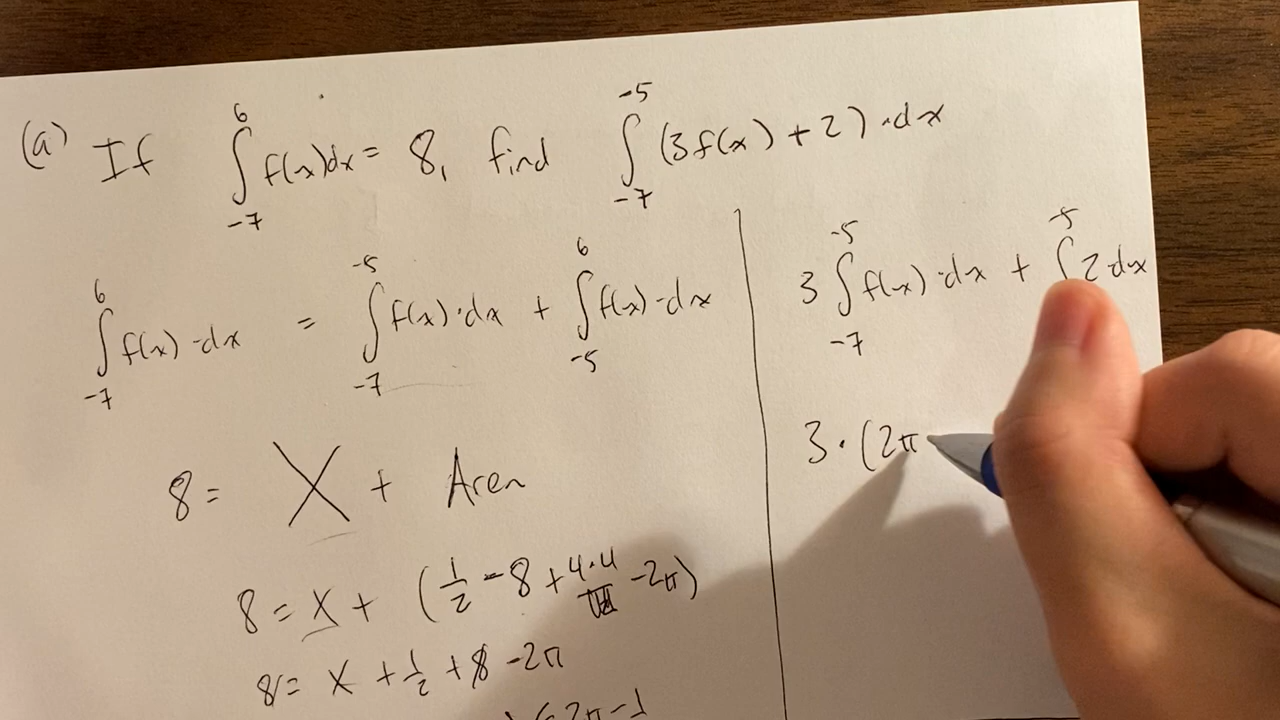 (a) If ∫_{-7}^{6} f(x)dx = 8, find ∫_{-7}^{-5} (3f(x) + 2)·dx
∫_{-7}^{6} f(x)·dx = ∫_{-7}^{-5} f(x)·dx + ∫_{-5}^{6} f(x)·dx
8 = X + Area
8 = X + (1/2 - 8 + 4·4 - 2π)
8 = X + 1/2 + 8 - 2π
3 ∫_{-7}^{-5} f(x)·dx + ∫^{-5} 2·dx
3·(2π